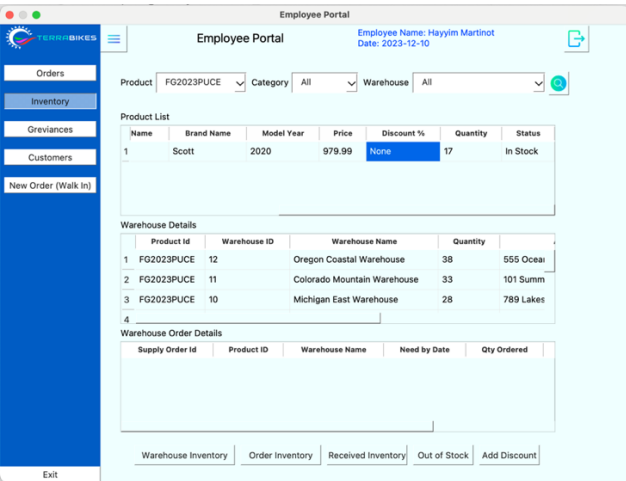 Employee Portal
TERRABIKES
Employee Portal
Employee Name: Hayyim Martinot
Date: 2023-12-10
Orders
Inventory
Greviances
Customers
New Order (Walk In)
Exit
Product FG2023PUCE Category All Warehouse All
Product List
Name Brand Name Model Year Price Discount % Quantity Status
1 Scott 2020 979.99 None 17 In Stock
Warehouse Details
Product Id Warehouse ID Warehouse Name Quantity
1 FG2023PUCE 12 Oregon Coastal Warehouse 38 555 Ocea
2 FG2023PUCE 11 Colorado Mountain Warehouse 33 101 Summ
3 FG2023PUCE 10 Michigan East Warehouse 28 789 Lakes
4
Warehouse Order Details
Supply Order Id Product ID Warehouse Name Need by Date Qty Ordered
Warehouse Inventory Order Inventory Received Inventory Out of Stock Add Discount